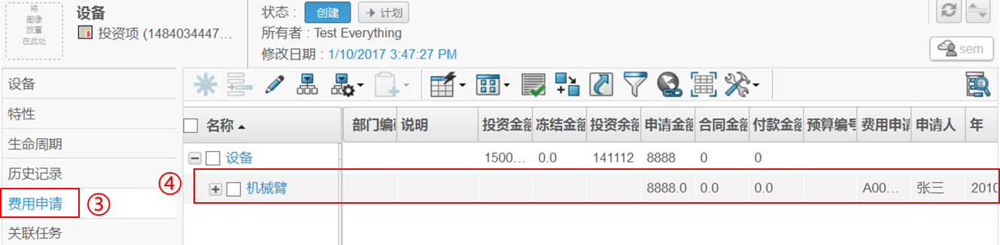 将
图像
放置
在此处
设备
投资项 (1484034447...
状态 : 创建 计划
所有者 : Test Everything
修改日期 : 1/10/2017 3:47:27 PM
sem
设备
特性
生命周期
历史记录
费用申请 ③
关联任务
名称 部门编 说明 投资金额 冻结金额 投资余额 申请金额 合同金额 付款金额 预算编号 费用申请 申请人 年
设备 1500... 0.0 141112 8888 0 0
④ 机械臂 8888.0 0.0 0.0 A00... 张三 2010